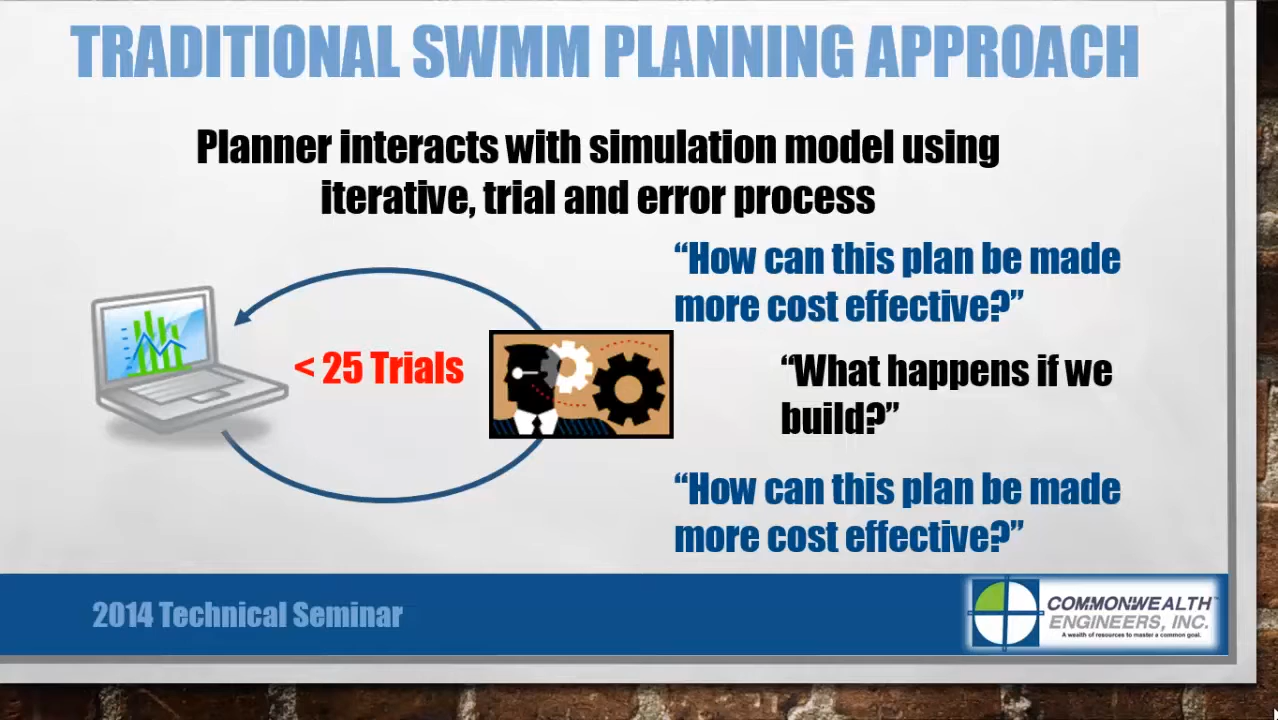 TRADITIONAL SWMM PLANNING APPROACH
Planner interacts with simulation model using
iterative, trial and error process
“How can this plan be made
more cost effective?”
< 25 Trials
“What happens if we
build?”
“How can this plan be made
more cost effective?”
2014 Technical Seminar
COMMONWEALTH™
ENGINEERS, INC.
A wealth of resources to master a common goal.